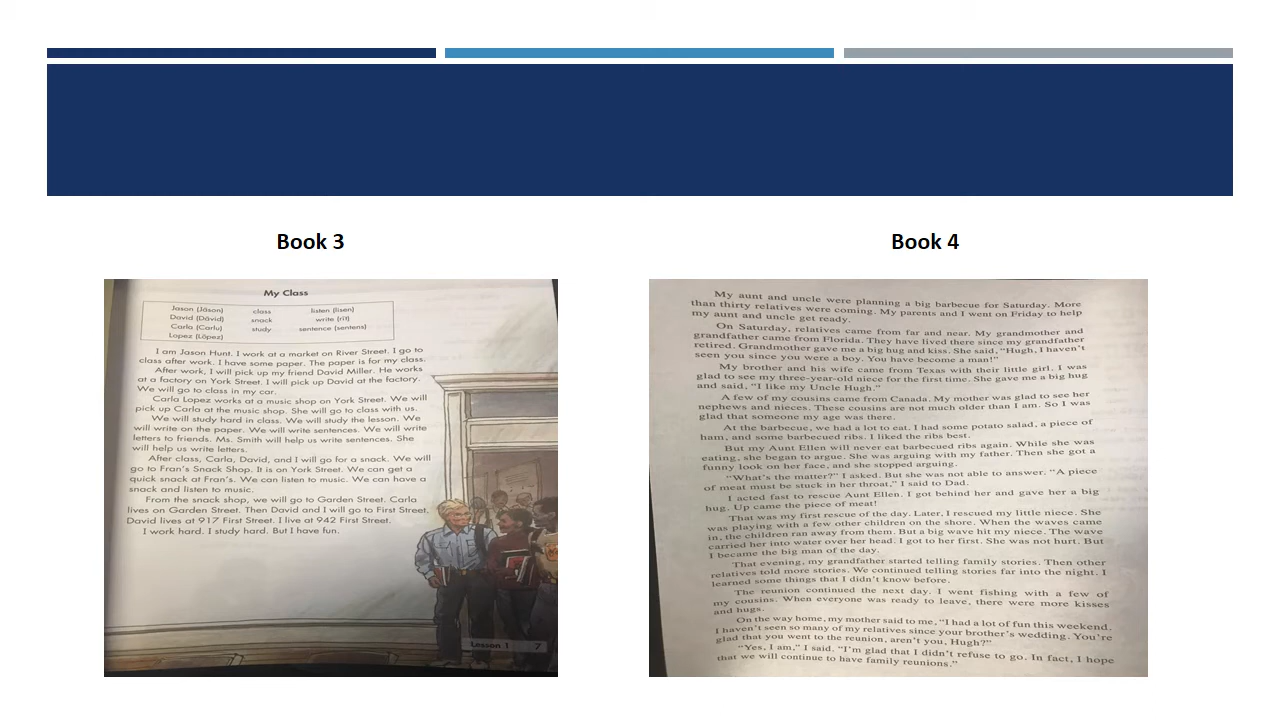 Book 3
Book 4
My Class
Jason (Jāson) class listen (lisen)
David (Dāvid) snack write (rīt)
Carla (Carlu) study sentence (sentens)
Lopez (Lōpez)
I am Jason Hunt. I work at a market on River Street. I go to
class after work. I have some paper. The paper is for my class.
After work, I will pick up my friend David Miller. He works
at a factory on York Street. I will pick up David at the factory.
We will go to class in my car.
Carla Lopez works at a music shop on York Street. We will
pick up Carla at the music shop. She will go to class with us.
We will study hard in class. We will study the lesson. We
will write on the paper. We will write sentences. We will write
letters to friends. Ms. Smith will help us write sentences. She
will help us write letters.
After class, Carla, David, and I will go for a snack. We will
go to Fran's Snack Shop. It is on York Street. We can get a
quick snack at Fran's. We can listen to music. We can have a
snack and listen to music.
From the snack shop, we will go to Garden Street. Carla
lives on Garden Street. Then David and I will go to First Street.
David lives at 917 First Street. I live at 942 First Street.
I work hard. I study hard. But I have fun.
Lesson 1 7
My aunt and uncle were planning a big barbecue for Saturday. More
than thirty relatives were coming. My parents and I went on Friday to help
my aunt and uncle get ready.
On Saturday, relatives came from far and near. My grandmother and
grandfather came from Florida. They have lived there since my grandfather
retired. Grandmother gave me a big hug and kiss. She said, "Hugh, I haven't
seen you since you were a boy. You have become a man!"
My brother and his wife came from Texas with their little girl. I was
glad to see my three-year-old niece for the first time. She gave me a big hug
and said, "I like my Uncle Hugh."
A few of my cousins came from Canada. My mother was glad to see her
nephews and nieces. These cousins are not much older than I am. So I was
glad that someone my age was there.
At the barbecue, we had a lot to eat. I had some potato salad, a piece of
ham, and some barbecued ribs. I liked the ribs best.
But my Aunt Ellen will never eat barbecued ribs again. While she was
eating, she began to argue. She was arguing with my father. Then she got a
funny look on her face, and she stopped arguing.
"What's the matter?" I asked. But she was not able to answer. "A piece
of meat must be stuck in her throat," I said to Dad.
I acted fast to rescue Aunt Ellen. I got behind her and gave her a big
hug. Up came the piece of meat!
That was my first rescue of the day. Later, I rescued my little niece. She
was playing with a few other children on the shore. When the waves came
in, the children ran away from them. But a big wave hit my niece. The wave
carried her into water over her head. I got to her first. She was not hurt. But
I became the big man of the day.
That evening, my grandfather started telling family stories. Then other
relatives told more stories. We continued telling stories far into the night. I
learned some things that I didn't know before.
The reunion continued the next day. I went fishing with a few of
my cousins. When everyone was ready to leave, there were more kisses
and hugs.
On the way home, my mother said to me, "I had a lot of fun this weekend.
I haven't seen so many of my relatives since your brother's wedding. You're
glad that you went to the reunion, aren't you, Hugh?"
"Yes, I am," I said. "I'm glad that I didn't refuse to go. In fact, I hope
that we will continue to have family reunions."